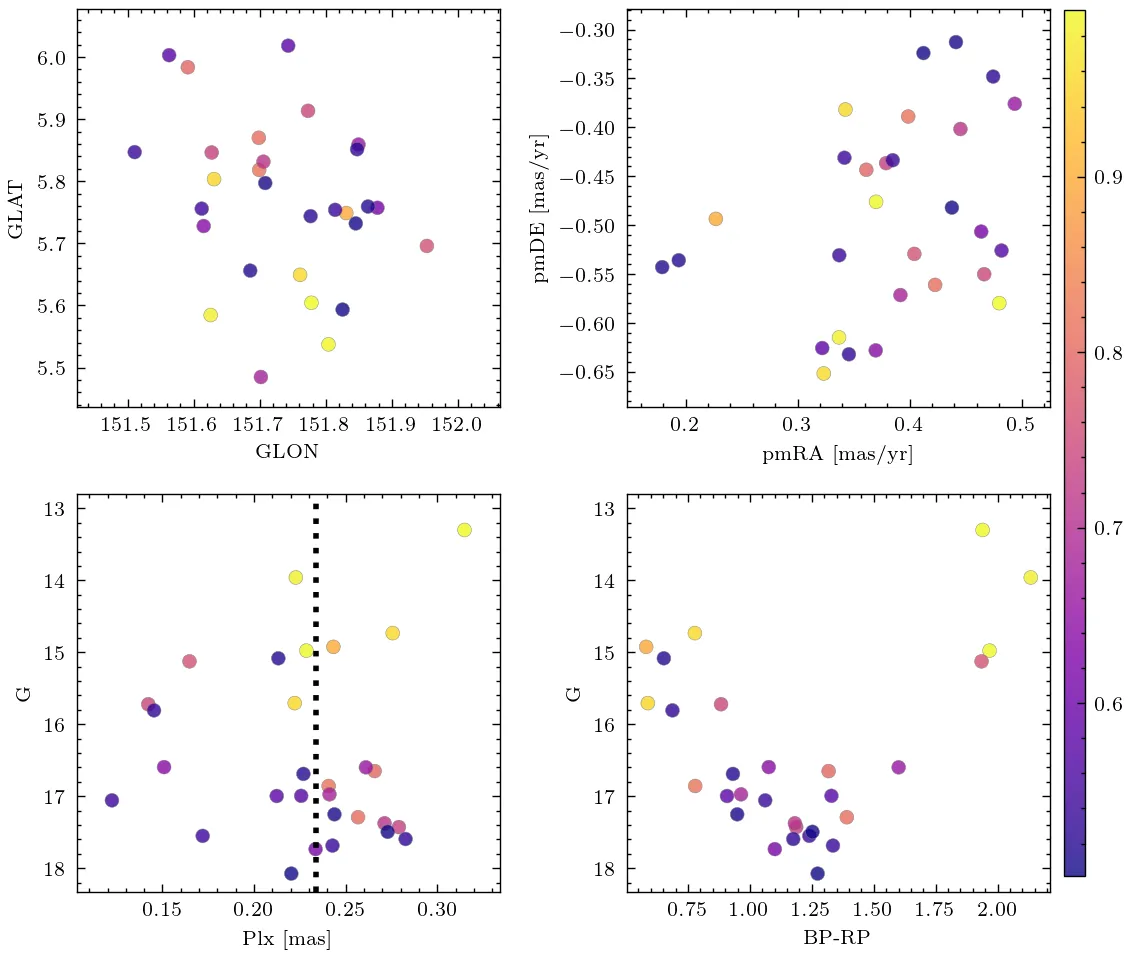 6.0
5.9
5.8
5.7
5.6
5.5
GLAT
151.5 151.6 151.7 151.8 151.9 152.0
GLON
−0.30
−0.35
−0.40
−0.45
−0.50
−0.55
−0.60
−0.65
pmDE [mas/yr]
0.2 0.3 0.4 0.5
pmRA [mas/yr]
0.9
0.8
0.7
0.6
13
14
15
16
17
18
G
0.15 0.20 0.25 0.30
Plx [mas]
13
14
15
16
17
18
G
0.75 1.00 1.25 1.50 1.75 2.00
BP-RP